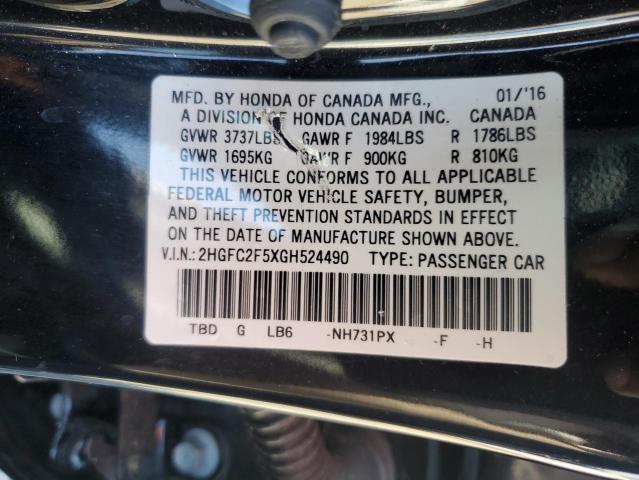 MFD. BY HONDA OF CANADA MFG., 01/'16
A DIVISION OF HONDA CANADA INC. CANADA
GVWR 3737LBS GAWR F 1984LBS R 1786LBS
GVWR 1695KG GAWR F 900KG R 810KG
THIS VEHICLE CONFORMS TO ALL APPLICABLE
FEDERAL MOTOR VEHICLE SAFETY, BUMPER,
AND THEFT PREVENTION STANDARDS IN EFFECT
ON THE DATE OF MANUFACTURE SHOWN ABOVE.
V.I.N.: 2HGFC2F5XGH524490 TYPE: PASSENGER CAR
TBD G LB6 -NH731PX -F -H